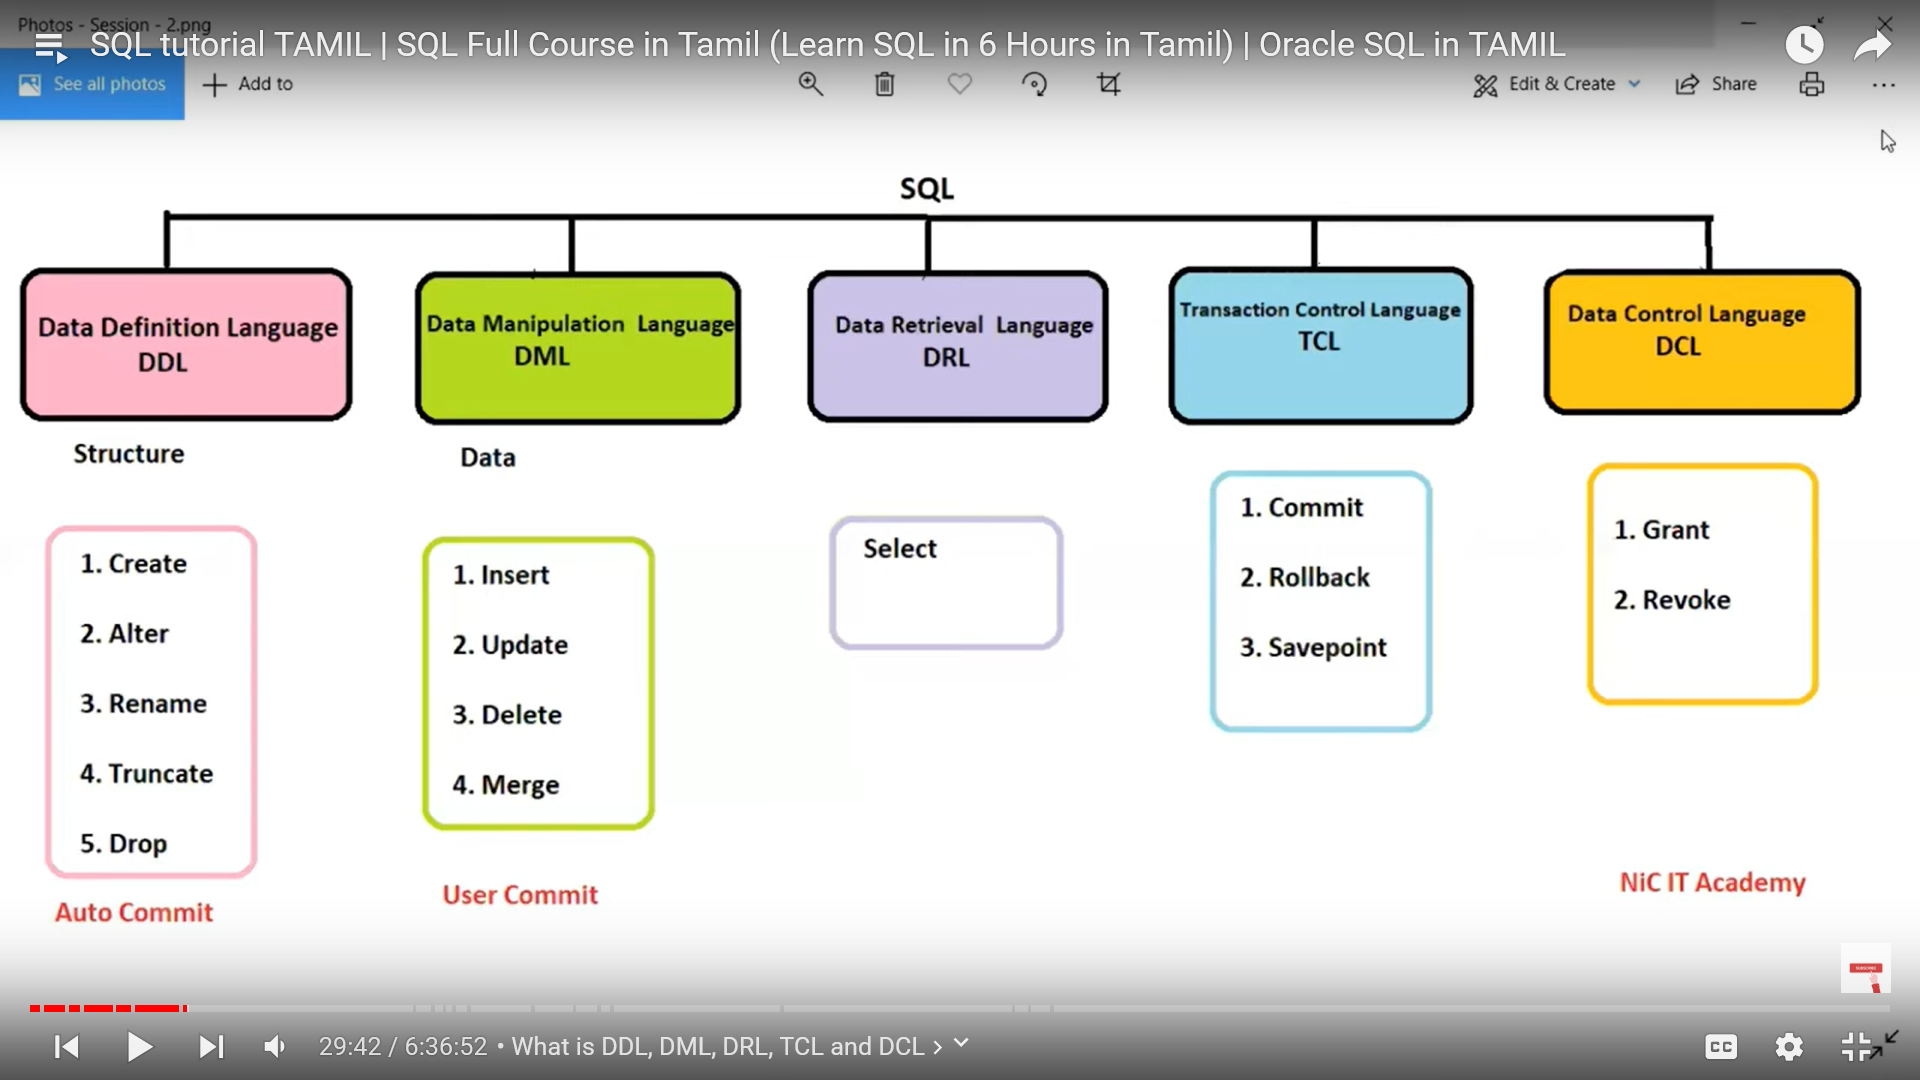 Photos - Session - 2.png
SQL tutorial TAMIL | SQL Full Course in Tamil (Learn SQL in 6 Hours in Tamil) | Oracle SQL in TAMIL
See all photos
Add to
Edit & Create
Share
SQL
Data Definition Language
DDL
Data Manipulation Language
DML
Data Retrieval Language
DRL
Transaction Control Language
TCL
Data Control Language
DCL
Structure
Data
1. Create
2. Alter
3. Rename
4. Truncate
5. Drop
Auto Commit
1. Insert
2. Update
3. Delete
4. Merge
User Commit
Select
1. Commit
2. Rollback
3. Savepoint
1. Grant
2. Revoke
NiC IT Academy
SUBSCRIBE
29:42 / 6:36:52 • What is DDL, DML, DRL, TCL and DCL
CC